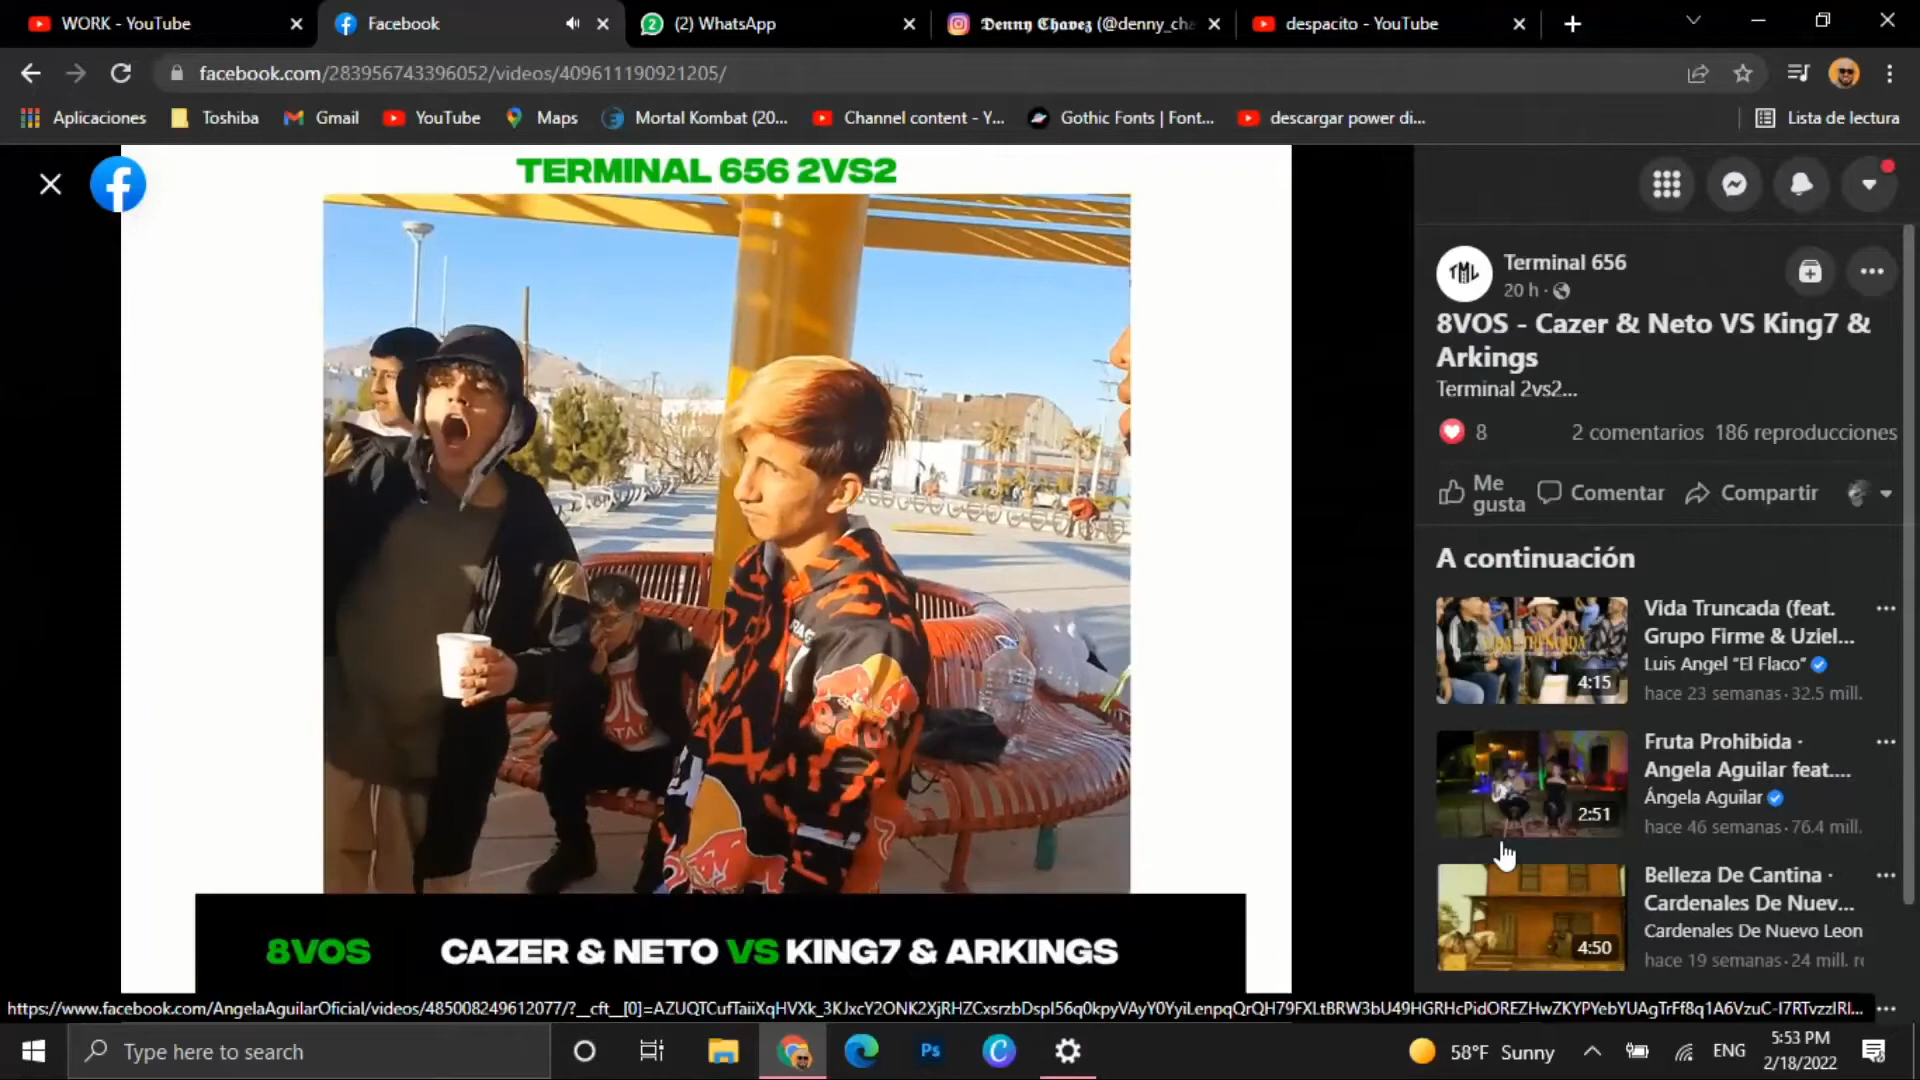 WORK - YouTube
Facebook
(2) WhatsApp
𝕯𝖊𝖓𝖓𝖞 𝕮𝖍𝖆𝖛𝖊𝖟 (@denny_cha
despacito - YouTube
facebook.com/283956743396052/videos/409611190921205/
Aplicaciones
Toshiba
Gmail
YouTube
Maps
Mortal Kombat (20...
Channel content - Y...
Gothic Fonts | Font...
descargar power di...
Lista de lectura
TERMINAL 656 2VS2
8VOS CAZER & NETO VS KING7 & ARKINGS
TML
Terminal 656
20 h ·
8VOS - Cazer & Neto VS King7 &
Arkings
Terminal 2vs2...
8
2 comentarios 186 reproducciones
Me
gusta
Comentar
Compartir
A continuación
Vida Truncada (feat.
Grupo Firme & Uziel...
Luis Angel "El Flaco"
hace 23 semanas · 32.5 mill.
4:15
Fruta Prohibida ·
Angela Aguilar feat....
Ángela Aguilar
hace 46 semanas · 76.4 mill.
2:51
Belleza De Cantina ·
Cardenales De Nuev...
Cardenales De Nuevo Leon
hace 19 semanas · 24 mill. r
4:50
Type here to search
Ps
58°F Sunny
ENG
5:53 PM
2/18/2022